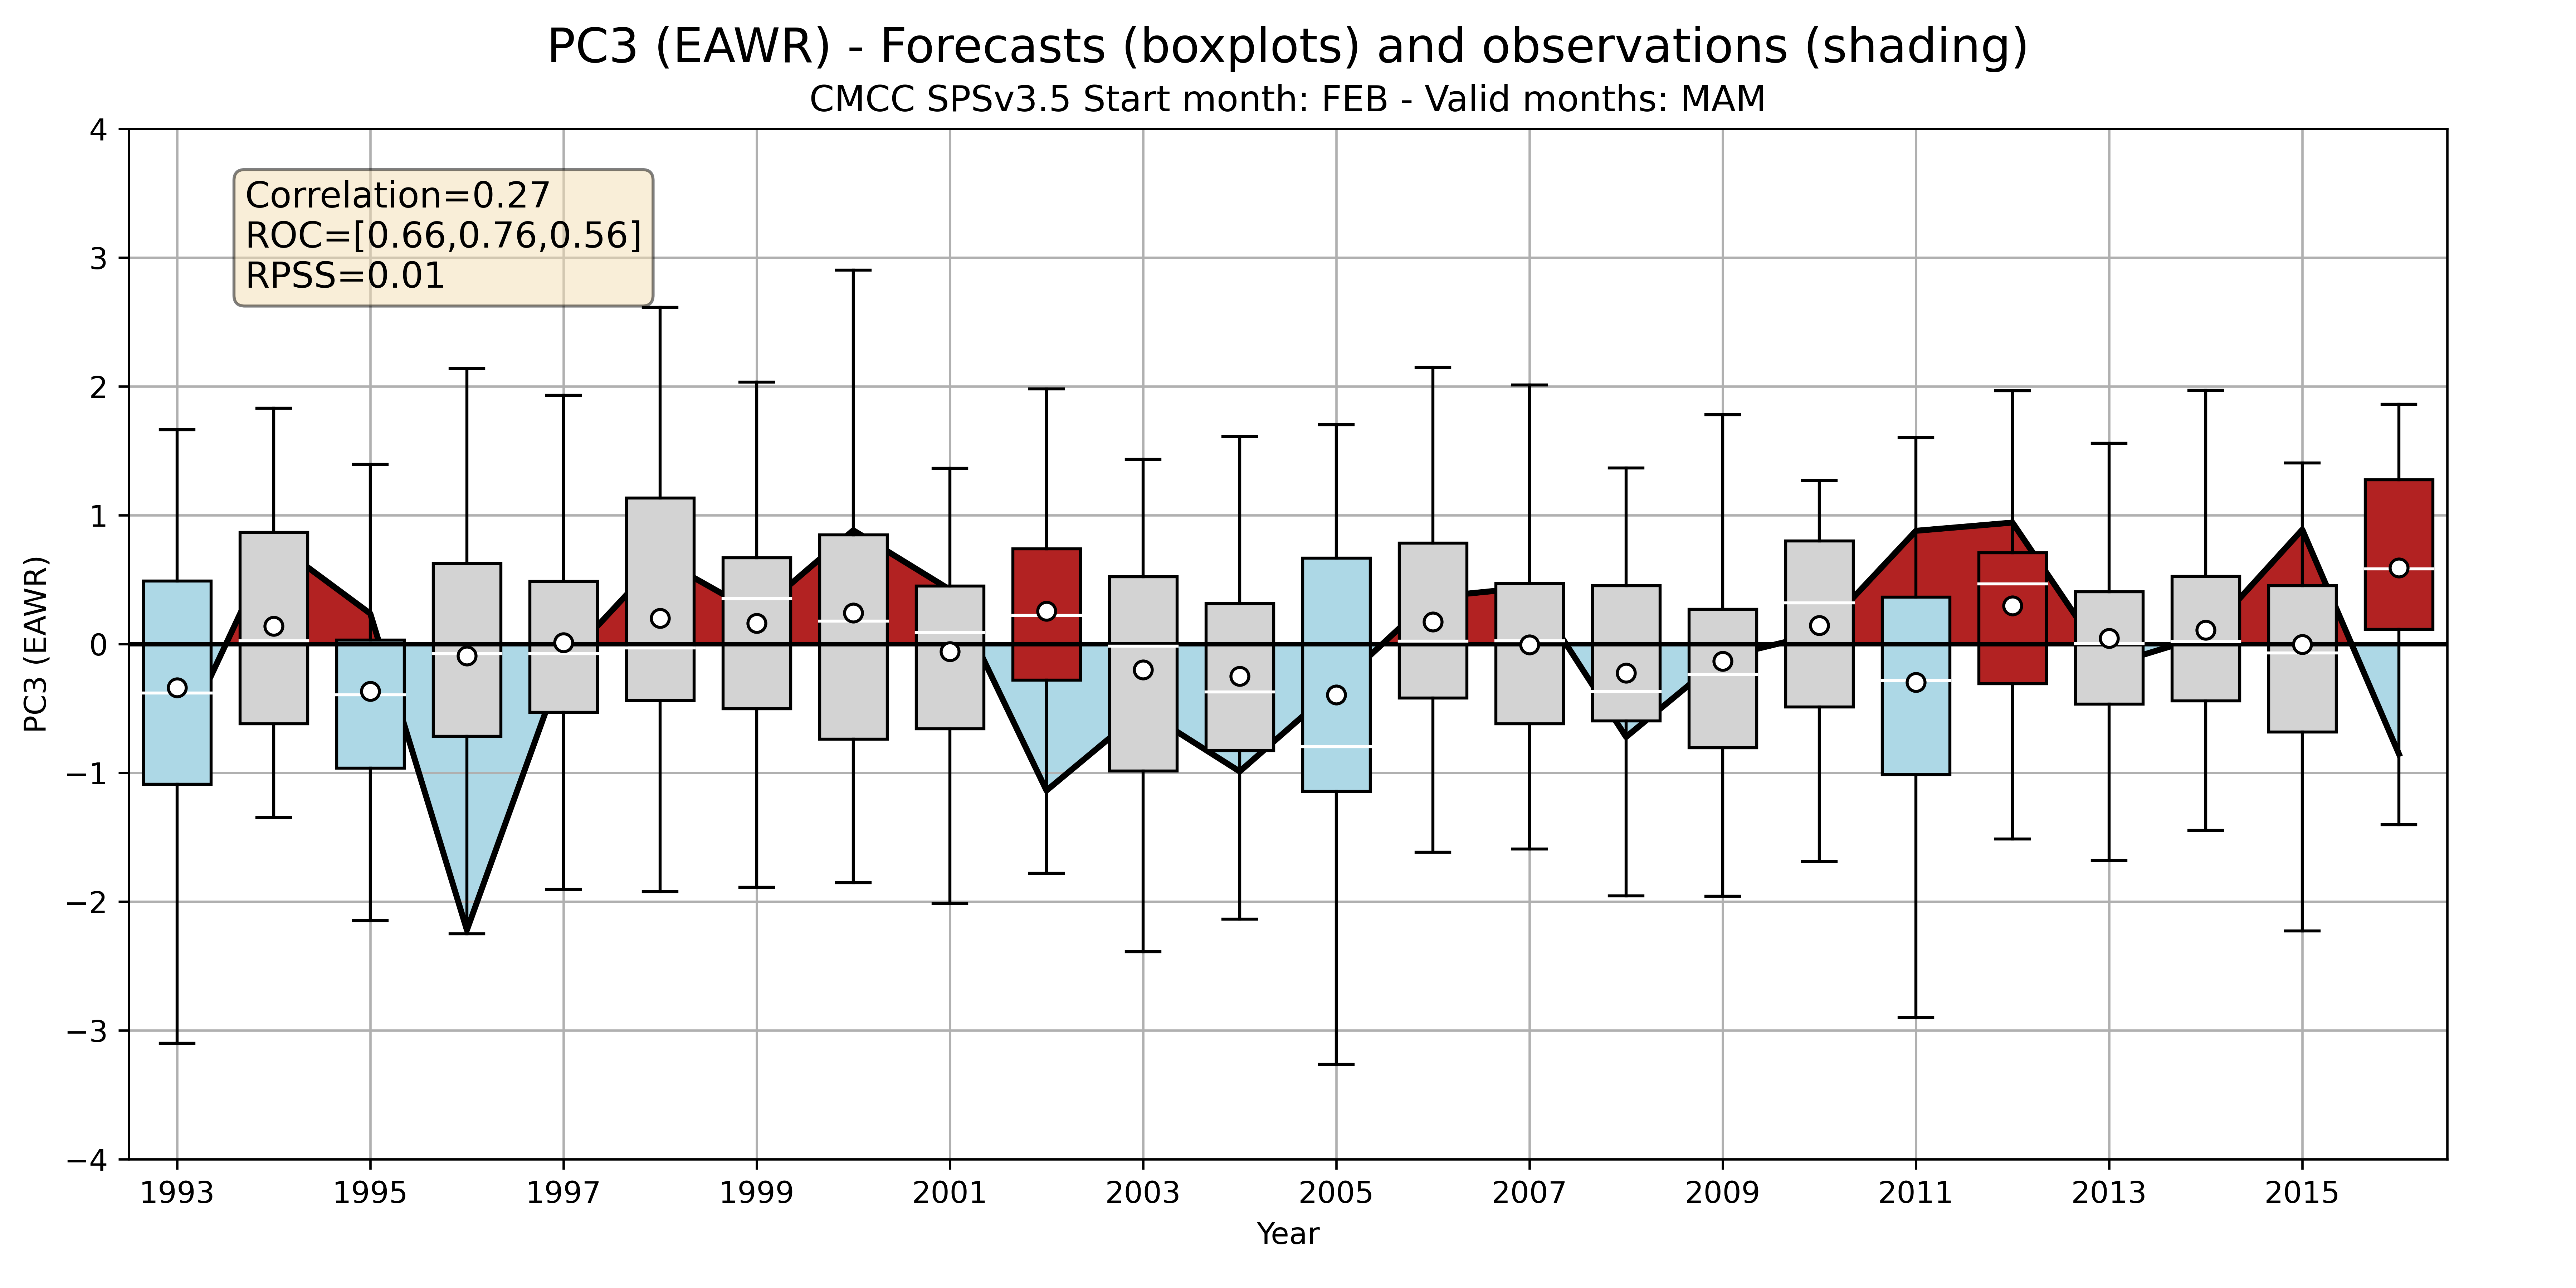 PC3 (EAWR) - Forecasts (boxplots) and observations (shading)
CMCC SPSv3.5 Start month: FEB - Valid months: MAM
Correlation=0.27
ROC=[0.66,0.76,0.56]
RPSS=0.01
PC3 (EAWR)
4
3
2
1
0
−1
−2
−3
−4
1993 1995 1997 1999 2001 2003 2005 2007 2009 2011 2013 2015
Year